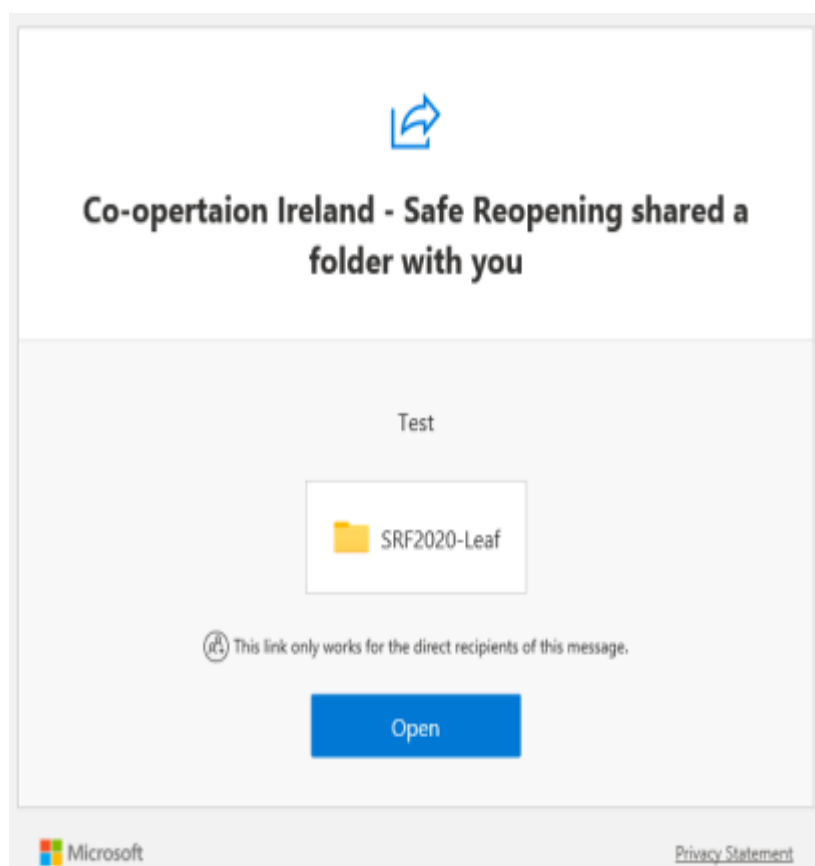 Co-opertaion Ireland - Safe Reopening shared a
folder with you
Test
SRF2020-Leaf
This link only works for the direct recipients of this message.
Open
Microsoft
Privacy Statement